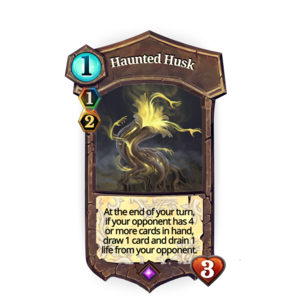 1
Haunted Husk
1
2
At the end of your turn,
if your opponent has 4
or more cards in hand,
draw 1 card and drain 1
life from your opponent.
3